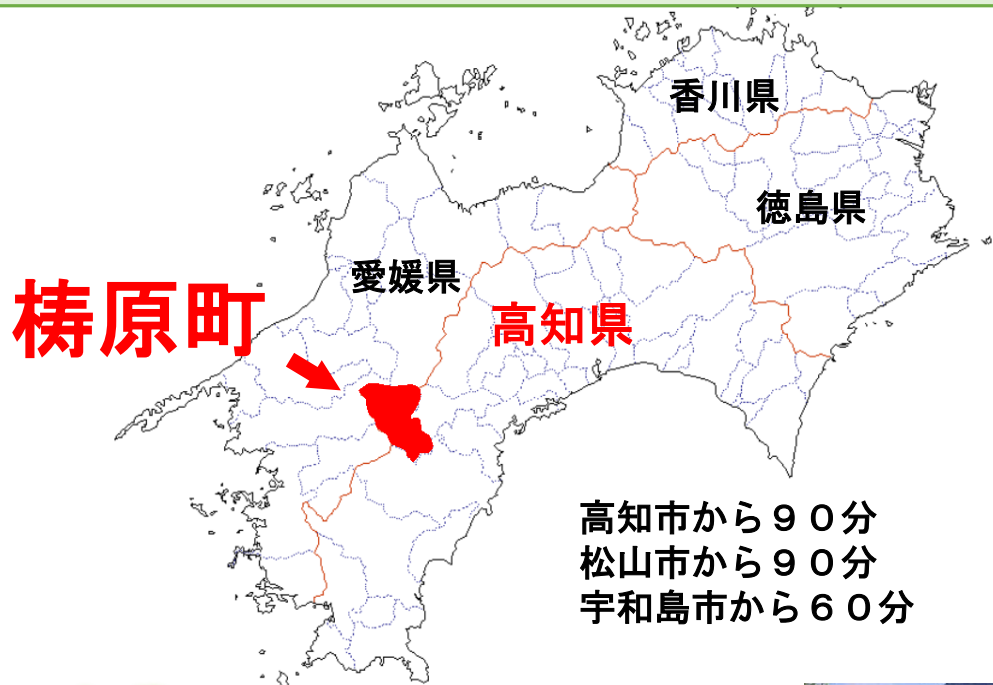 香川県
徳島県
愛媛県
高知県
梼原町
高知市から９０分
松山市から９０分
宇和島市から６０分